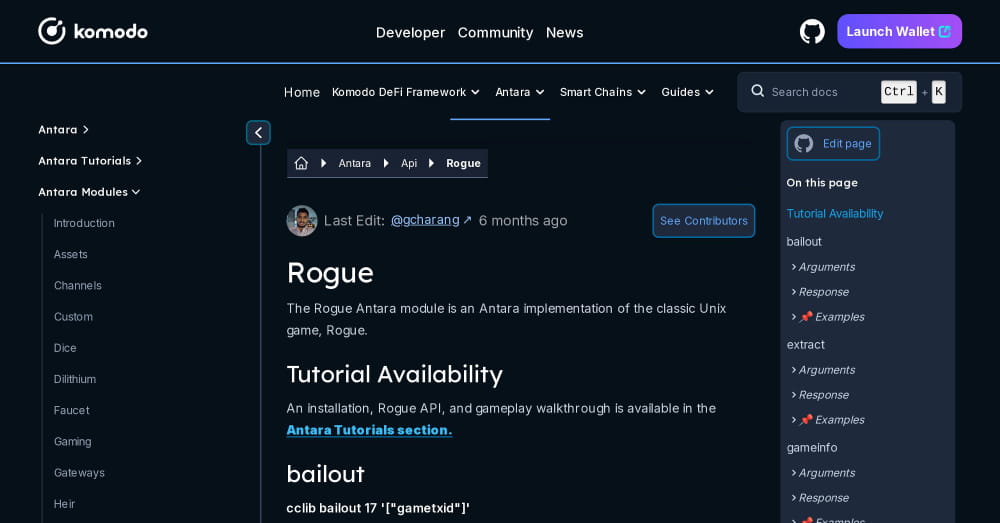 komodo
Developer Community News
Launch Wallet
Home Komodo DeFi Framework Antara Smart Chains Guides
Search docs Ctrl + K
Antara
Antara Tutorials
Antara Modules
Introduction
Assets
Channels
Custom
Dice
Dilithium
Faucet
Gaming
Gateways
Heir
Antara Api Rogue
Last Edit: @gcharang ↗ 6 months ago
See Contributors
Rogue
The Rogue Antara module is an Antara implementation of the classic Unix
game, Rogue.
Tutorial Availability
An installation, Rogue API, and gameplay walkthrough is available in the
Antara Tutorials section.
bailout
cclib bailout 17 '["gametxid"]'
Edit page
On this page
Tutorial Availability
bailout
Arguments
Response
📌 Examples
extract
Arguments
Response
📌 Examples
gameinfo
Arguments
Response
📌 Examples